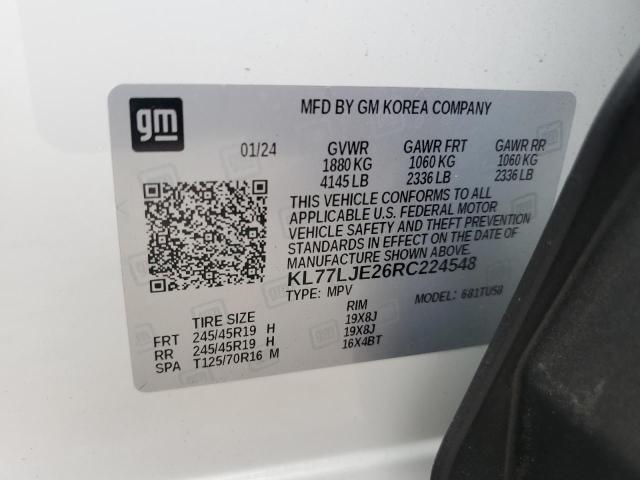 gm
MFD BY GM KOREA COMPANY
01/24 GVWR GAWR FRT GAWR RR
1880 KG 1060 KG 1060 KG
4145 LB 2336 LB 2336 LB
THIS VEHICLE CONFORMS TO ALL
APPLICABLE U.S. FEDERAL MOTOR
VEHICLE SAFETY AND THEFT PREVENTION
STANDARDS IN EFFECT ON THE DATE OF
MANUFACTURE SHOWN ABOVE.
KL77LJE26RC224548
TYPE: MPV MODEL: 681TU58
TIRE SIZE RIM
FRT 245/45R19 H 19X8J
RR 245/45R19 H 19X8J
SPA T125/70R16 M 16X4BT